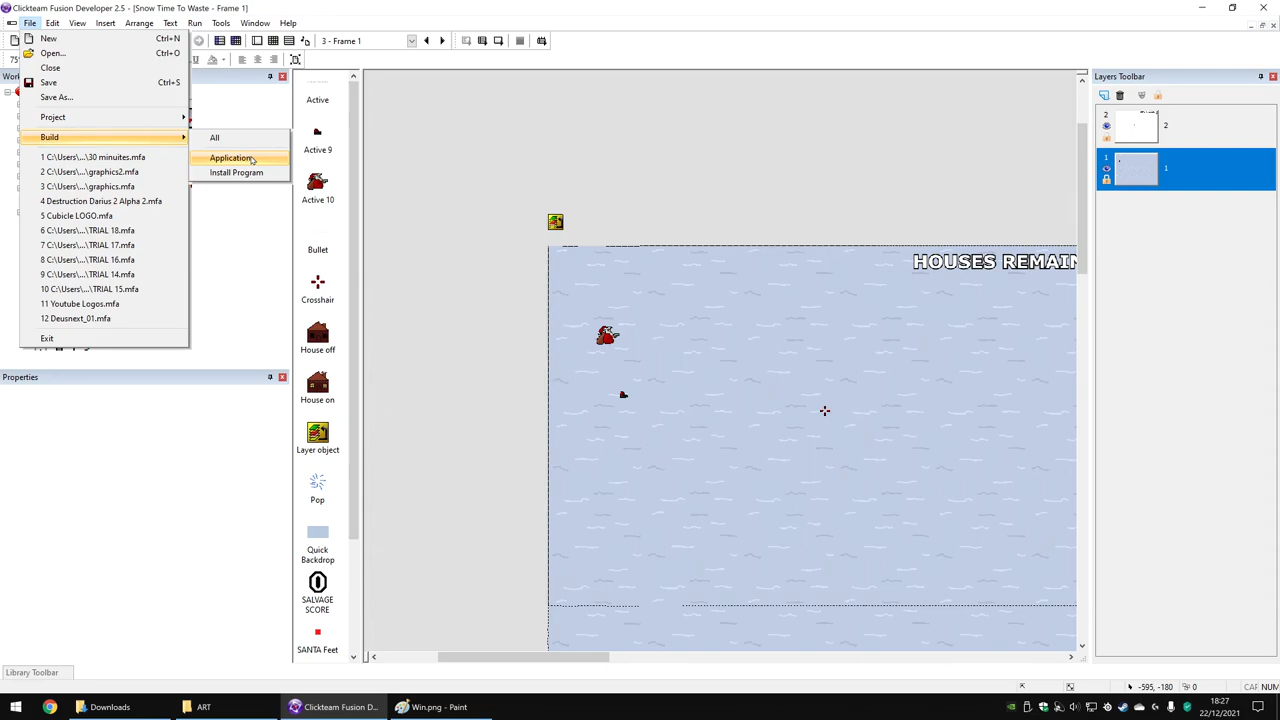 Clickteam Fusion Developer 2.5 - [Snow Time To Waste - Frame 1]
File Edit View Insert Arrange Text Run Tools Window Help
New Ctrl+N
Open... Ctrl+O
Close
Save Ctrl+S
Save As...
Project
Build
1 C:\Users\...\30 minuites.mfa
2 C:\Users\...\graphics2.mfa
3 C:\Users\...\graphics.mfa
4 Destruction Darius 2 Alpha 2.mfa
5 Cubicle LOGO.mfa
6 C:\Users\...\TRIAL 18.mfa
7 C:\Users\...\TRIAL 17.mfa
8 C:\Users\...\TRIAL 16.mfa
9 C:\Users\...\TRIAL 14.mfa
10 C:\Users\...\TRIAL 15.mfa
11 Youtube Logos.mfa
12 Deusnext_01.mfa
Exit
All
Application
Install Program
3 - Frame 1
75%
Wor
Properties
Library Toolbar
Active
Active 9
Active 10
Bullet
Crosshair
House off
House on
Layer object
Pop
Quick
Backdrop
SALVAGE
SCORE
SANTA Feet
HOUSES REMAIN
Layers Toolbar
2
2
1
1
-595, -180
0
CAP
NUM
Downloads
ART
Clickteam Fusion D...
Win.png - Paint
18:27
22/12/2021